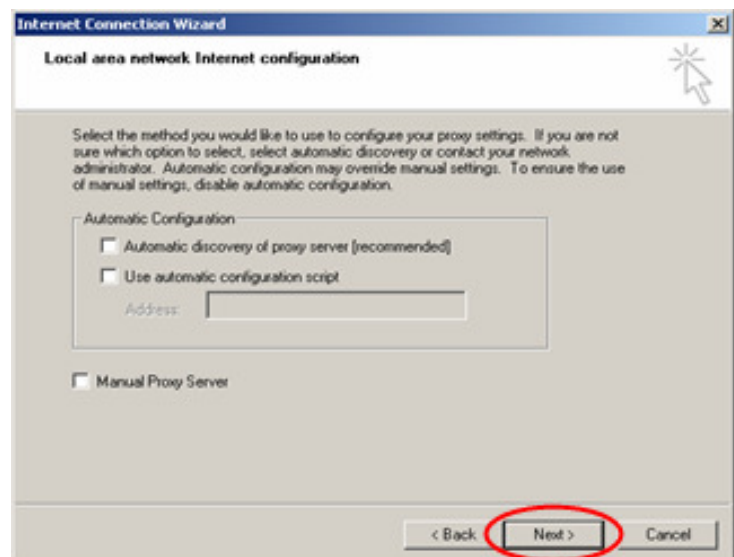 Internet Connection Wizard
Local area network Internet configuration
Select the method you would like to use to configure your proxy settings. If you are not
sure which option to select, select automatic discovery or contact your network
administrator. Automatic configuration may override manual settings. To ensure the use
of manual settings, disable automatic configuration.
Automatic Configuration
Automatic discovery of proxy server [recommended]
Use automatic configuration script
Address:
Manual Proxy Server
< Back
Next >
Cancel